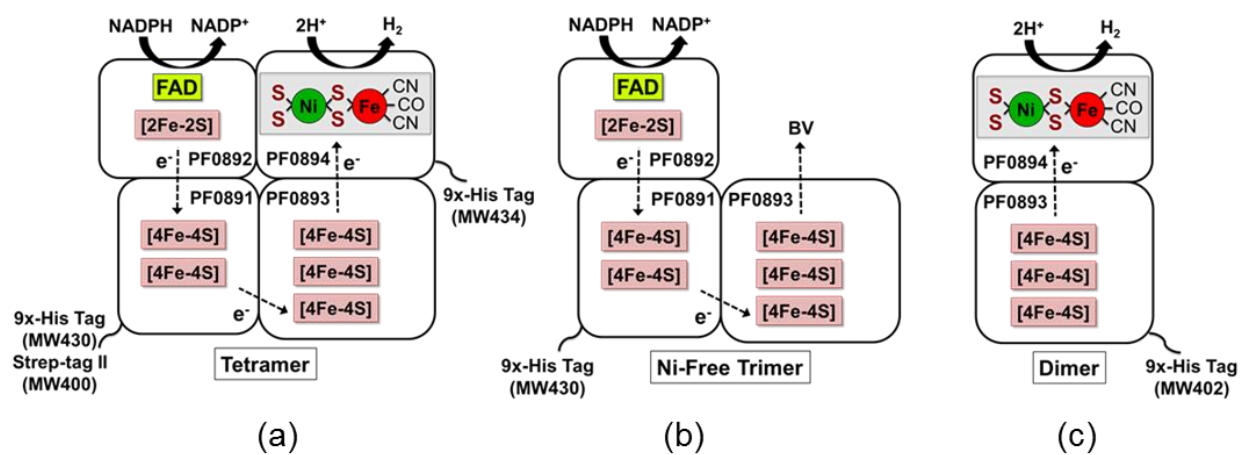 NADPH NADP⁺ 2H⁺ H₂
FAD
[2Fe-2S]
S S
S S
Ni Fe
CN
CO
CN
e⁻ PF0892 PF0894 e⁻
PF0891 PF0893
[4Fe-4S] [4Fe-4S]
[4Fe-4S] [4Fe-4S]
[4Fe-4S]
e⁻
9x-His Tag
(MW434)
9x-His Tag
(MW430)
Strep-tag II
(MW400)
Tetramer
(a)
NADPH NADP⁺
FAD
[2Fe-2S]
BV
e⁻ PF0892
PF0891 PF0893
[4Fe-4S] [4Fe-4S]
[4Fe-4S] [4Fe-4S]
[4Fe-4S]
e⁻
9x-His Tag
(MW430)
Ni-Free Trimer
(b)
2H⁺ H₂
S S
S S
Ni Fe
CN
CO
CN
PF0894 e⁻
PF0893
[4Fe-4S]
[4Fe-4S]
[4Fe-4S]
9x-His Tag
(MW402)
Dimer
(c)